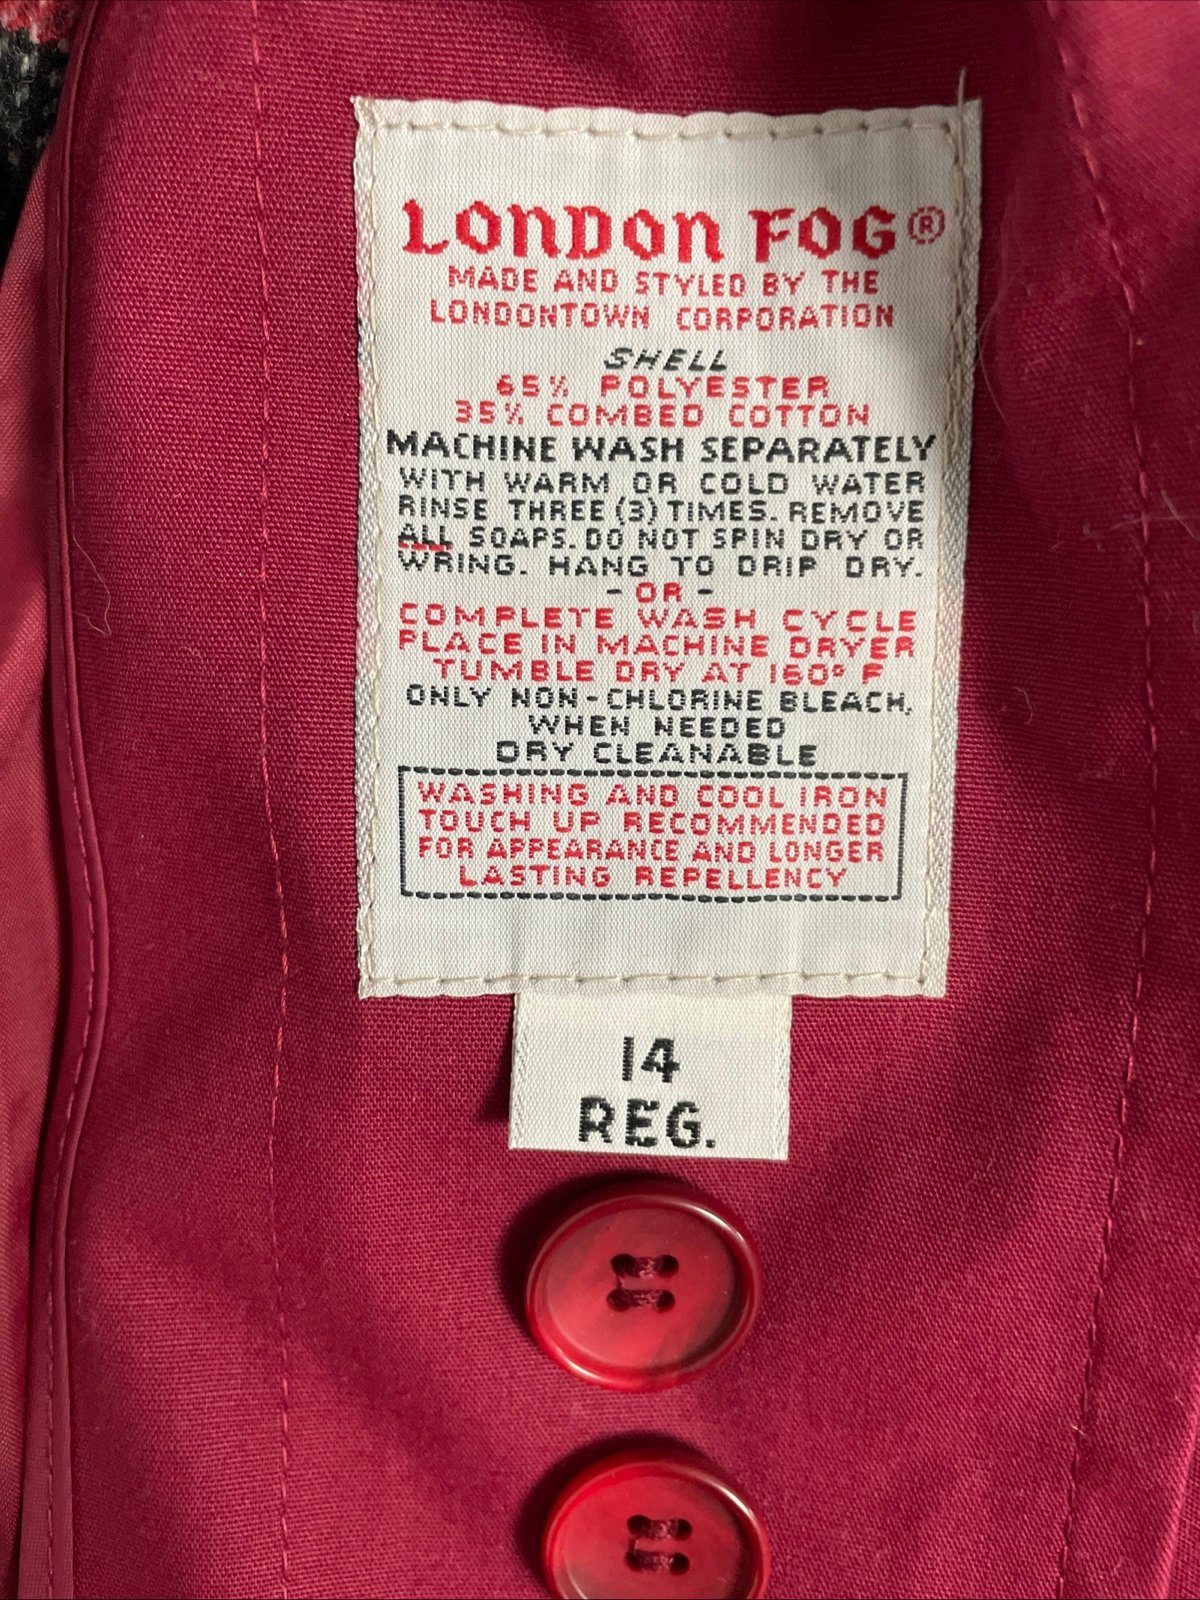 LONDON FOG®
MADE AND STYLED BY THE
LONDONTOWN CORPORATION
SHELL
65% POLYESTER
35% COMBED COTTON
MACHINE WASH SEPARATELY
WITH WARM OR COLD WATER
RINSE THREE (3) TIMES. REMOVE
ALL SOAPS. DO NOT SPIN DRY OR
WRING. HANG TO DRIP DRY.
- OR -
COMPLETE WASH CYCLE
PLACE IN MACHINE DRYER
TUMBLE DRY AT 160° F
ONLY NON-CHLORINE BLEACH,
WHEN NEEDED
DRY CLEANABLE
WASHING AND COOL IRON
TOUCH UP RECOMMENDED
FOR APPEARANCE AND LONGER
LASTING REPELLENCY
14
REG.